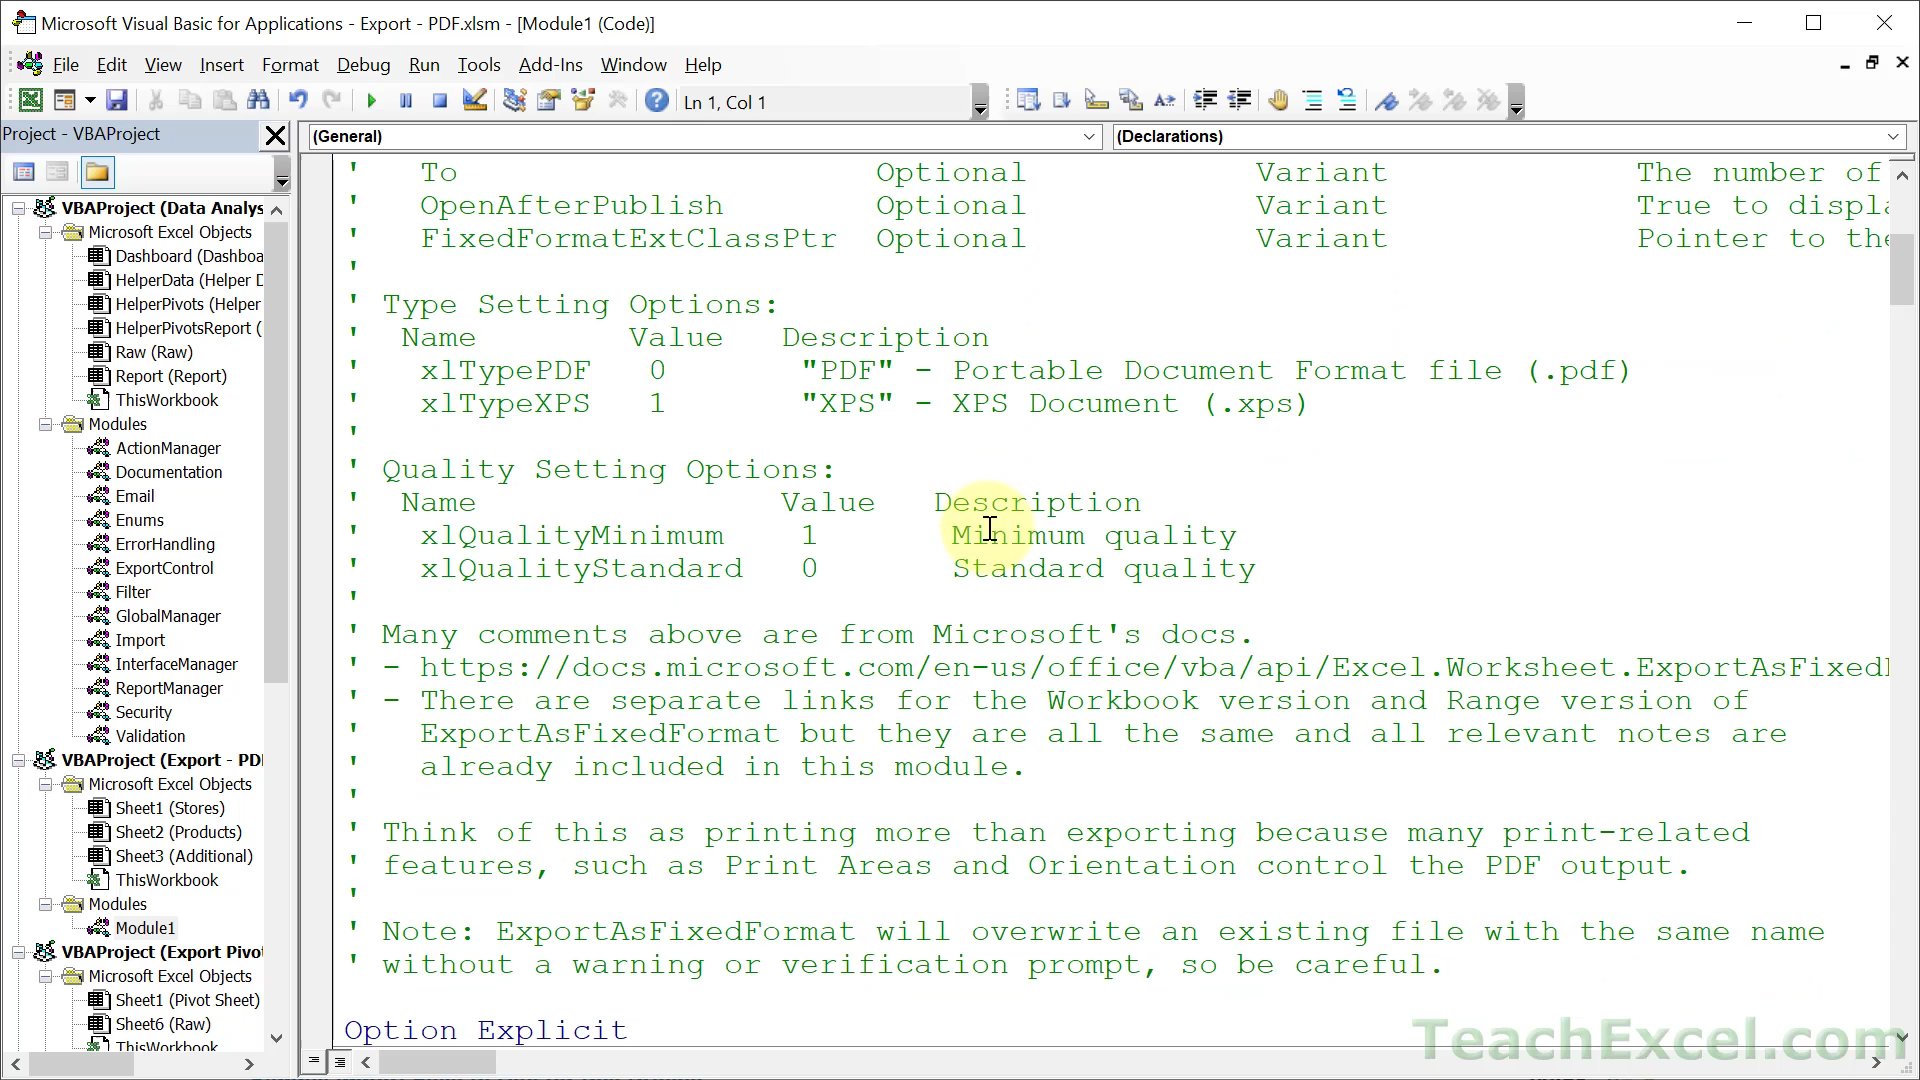 Microsoft Visual Basic for Applications - Export - PDF.xlsm - [Module1 (Code)]
File Edit View Insert Format Debug Run Tools Add-Ins Window Help
Ln 1, Col 1
Project - VBAProject
(General) (Declarations)
VBAProject (Data Analys
Microsoft Excel Objects
Dashboard (Dashboa
HelperData (Helper D
HelperPivots (Helper
HelperPivotsReport (
Raw (Raw)
Report (Report)
ThisWorkbook
Modules
ActionManager
Documentation
Email
Enums
ErrorHandling
ExportControl
Filter
GlobalManager
Import
InterfaceManager
ReportManager
Security
Validation
VBAProject (Export - PDF
Microsoft Excel Objects
Sheet1 (Stores)
Sheet2 (Products)
Sheet3 (Additional)
ThisWorkbook
Modules
Module1
VBAProject (Export Pivot
Microsoft Excel Objects
Sheet1 (Pivot Sheet)
Sheet6 (Raw)
ThisWorkbook
' To Optional Variant The number of
' OpenAfterPublish Optional Variant True to displa
' FixedFormatExtClassPtr Optional Variant Pointer to the
'
' Type Setting Options:
' Name Value Description
' xlTypePDF 0 "PDF" - Portable Document Format file (.pdf)
' xlTypeXPS 1 "XPS" - XPS Document (.xps)
'
' Quality Setting Options:
' Name Value Description
' xlQualityMinimum 1 Minimum quality
' xlQualityStandard 0 Standard quality
'
' Many comments above are from Microsoft's docs.
' - https://docs.microsoft.com/en-us/office/vba/api/Excel.Worksheet.ExportAsFixedF
' - There are separate links for the Workbook version and Range version of
' ExportAsFixedFormat but they are all the same and all relevant notes are
' already included in this module.
'
' Think of this as printing more than exporting because many print-related
' features, such as Print Areas and Orientation control the PDF output.
'
' Note: ExportAsFixedFormat will overwrite an existing file with the same name
' without a warning or verification prompt, so be careful.
Option Explicit
TeachExcel.com